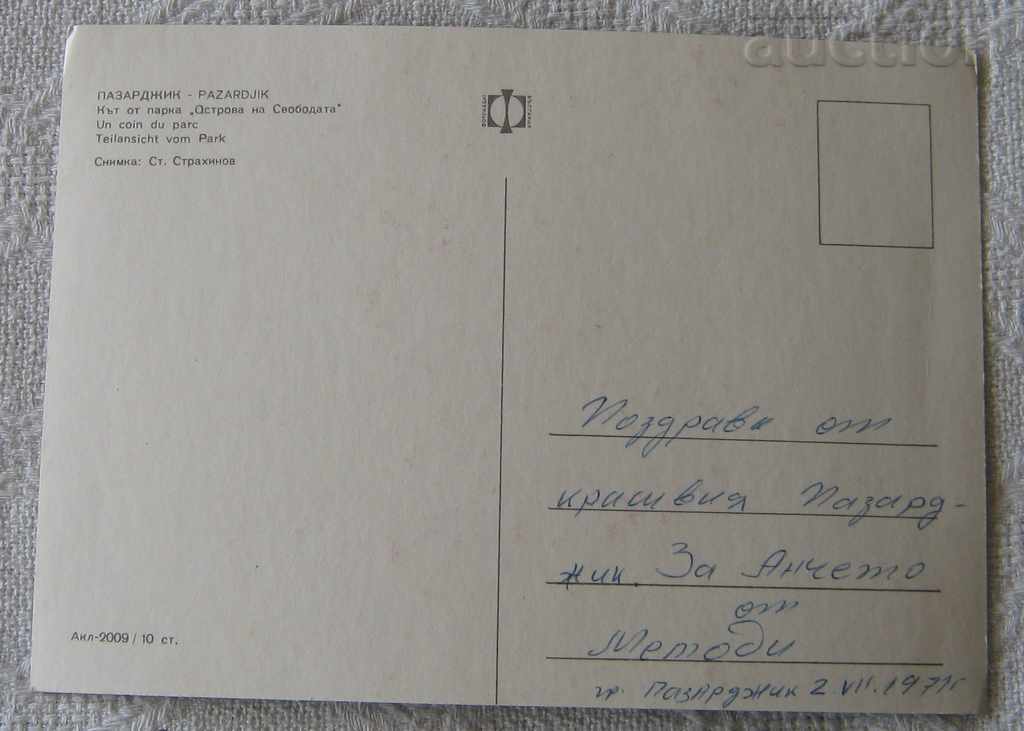 ПАЗАРДЖИК - PAZARDJIK
Кът от парка „Острова на Свободата"
Un coin du parc
Teilansicht vom Park
Снимка: Ст. Страхинов
Поздрави от
красивия Пазард-
жик. За Анчето
от
Методи
гр. Пазарджик 2.VII.1971г
Акл-2009 / 10 ст.